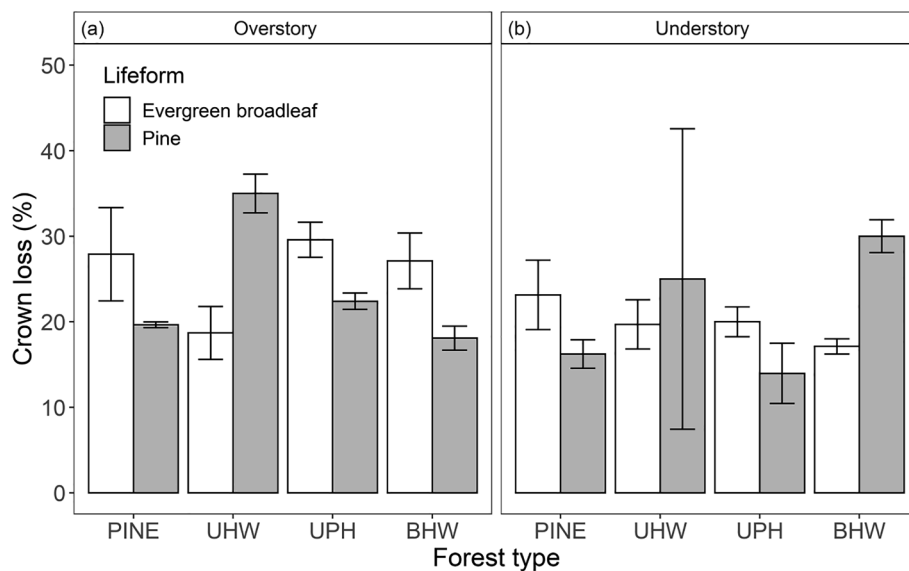 (a) Overstory
(b) Understory
Lifeform
Evergreen broadleaf
Pine
Crown loss (%)
50
40
30
20
10
0
PINE UHW UPH BHW
PINE UHW UPH BHW
Forest type